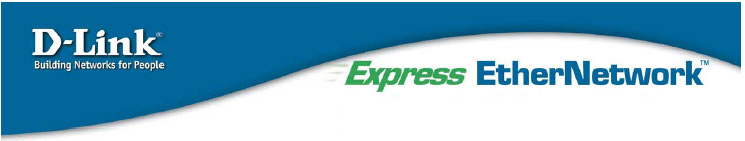 D-Link®
Building Networks for People
Express EtherNetwork™